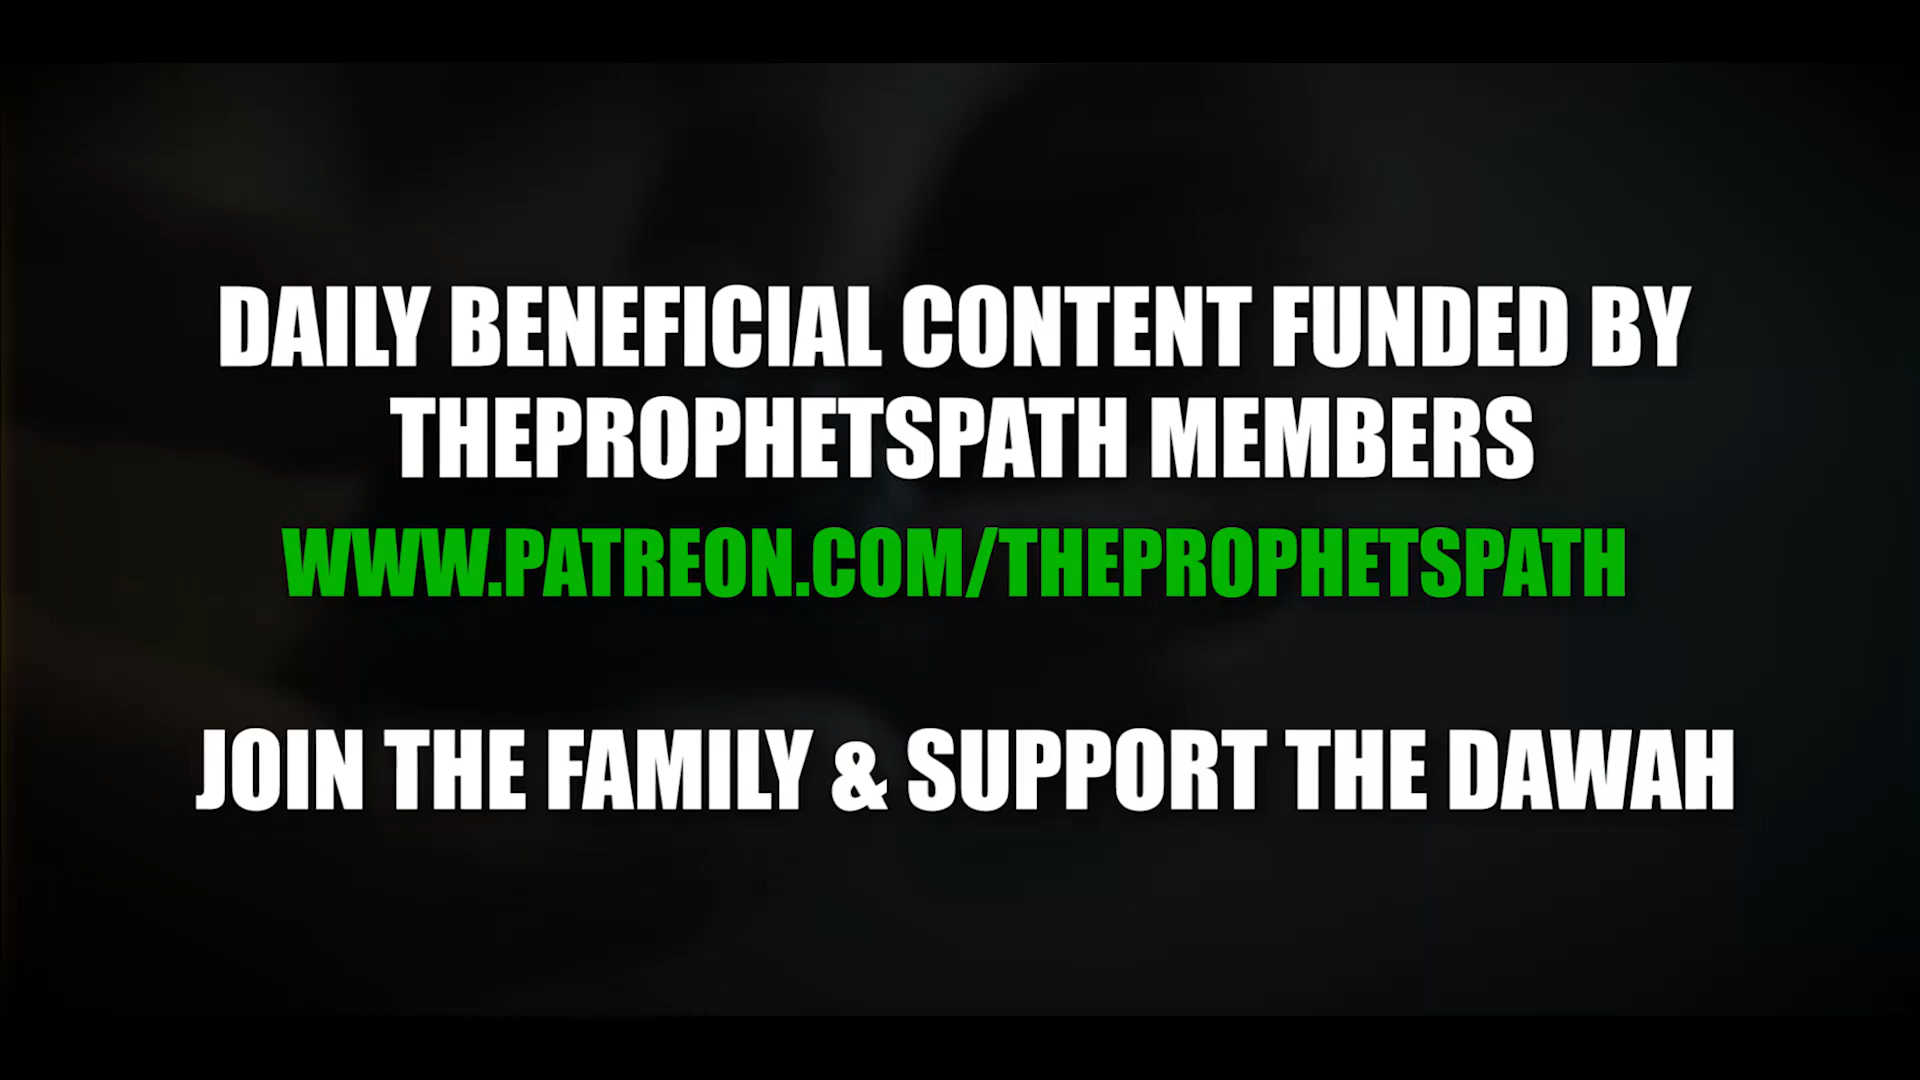 DAILY BENEFICIAL CONTENT FUNDED BY
THEPROPHETSPATH MEMBERS
WWW.PATREON.COM/THEPROPHETSPATH
JOIN THE FAMILY & SUPPORT THE DAWAH